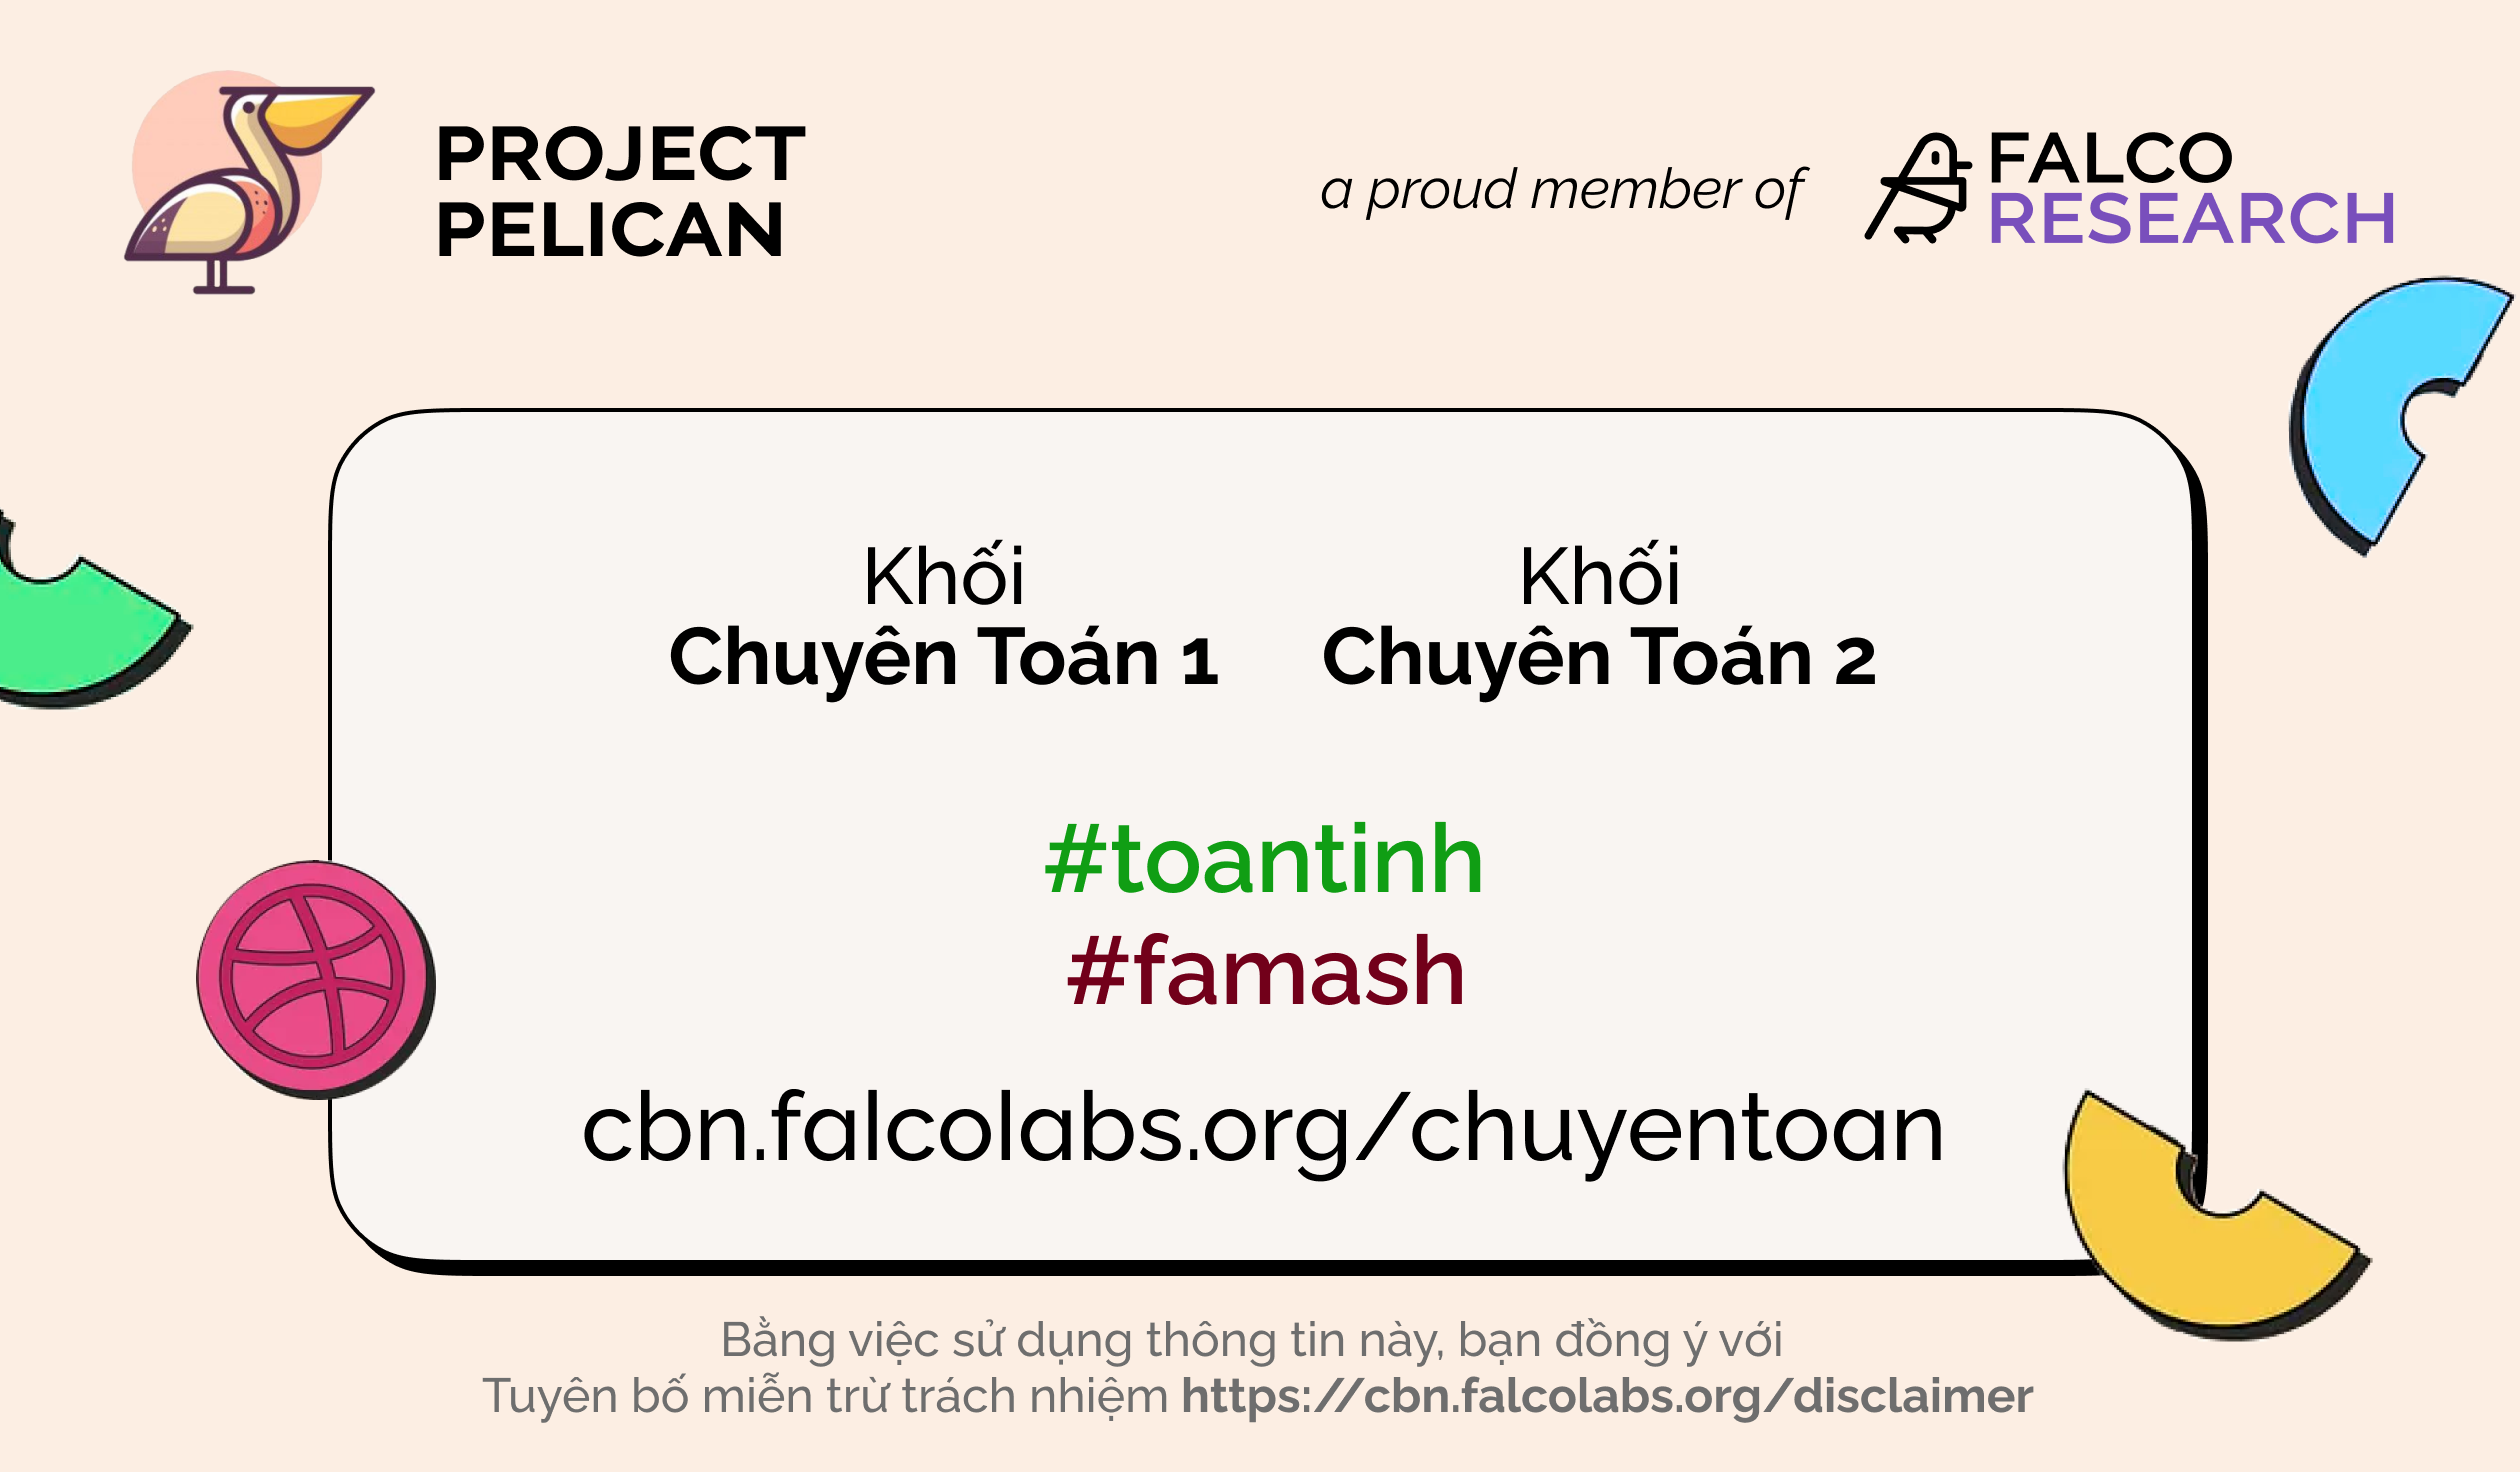 PROJECT
PELICAN
a proud member of
FALCO
RESEARCH
Khối
Chuyên Toán 1
Khối
Chuyên Toán 2
#toantinh
#famash
cbn.falcolabs.org/chuyentoan
Bằng việc sử dụng thông tin này, bạn đồng ý với
Tuyên bố miễn trừ trách nhiệm https://cbn.falcolabs.org/disclaimer